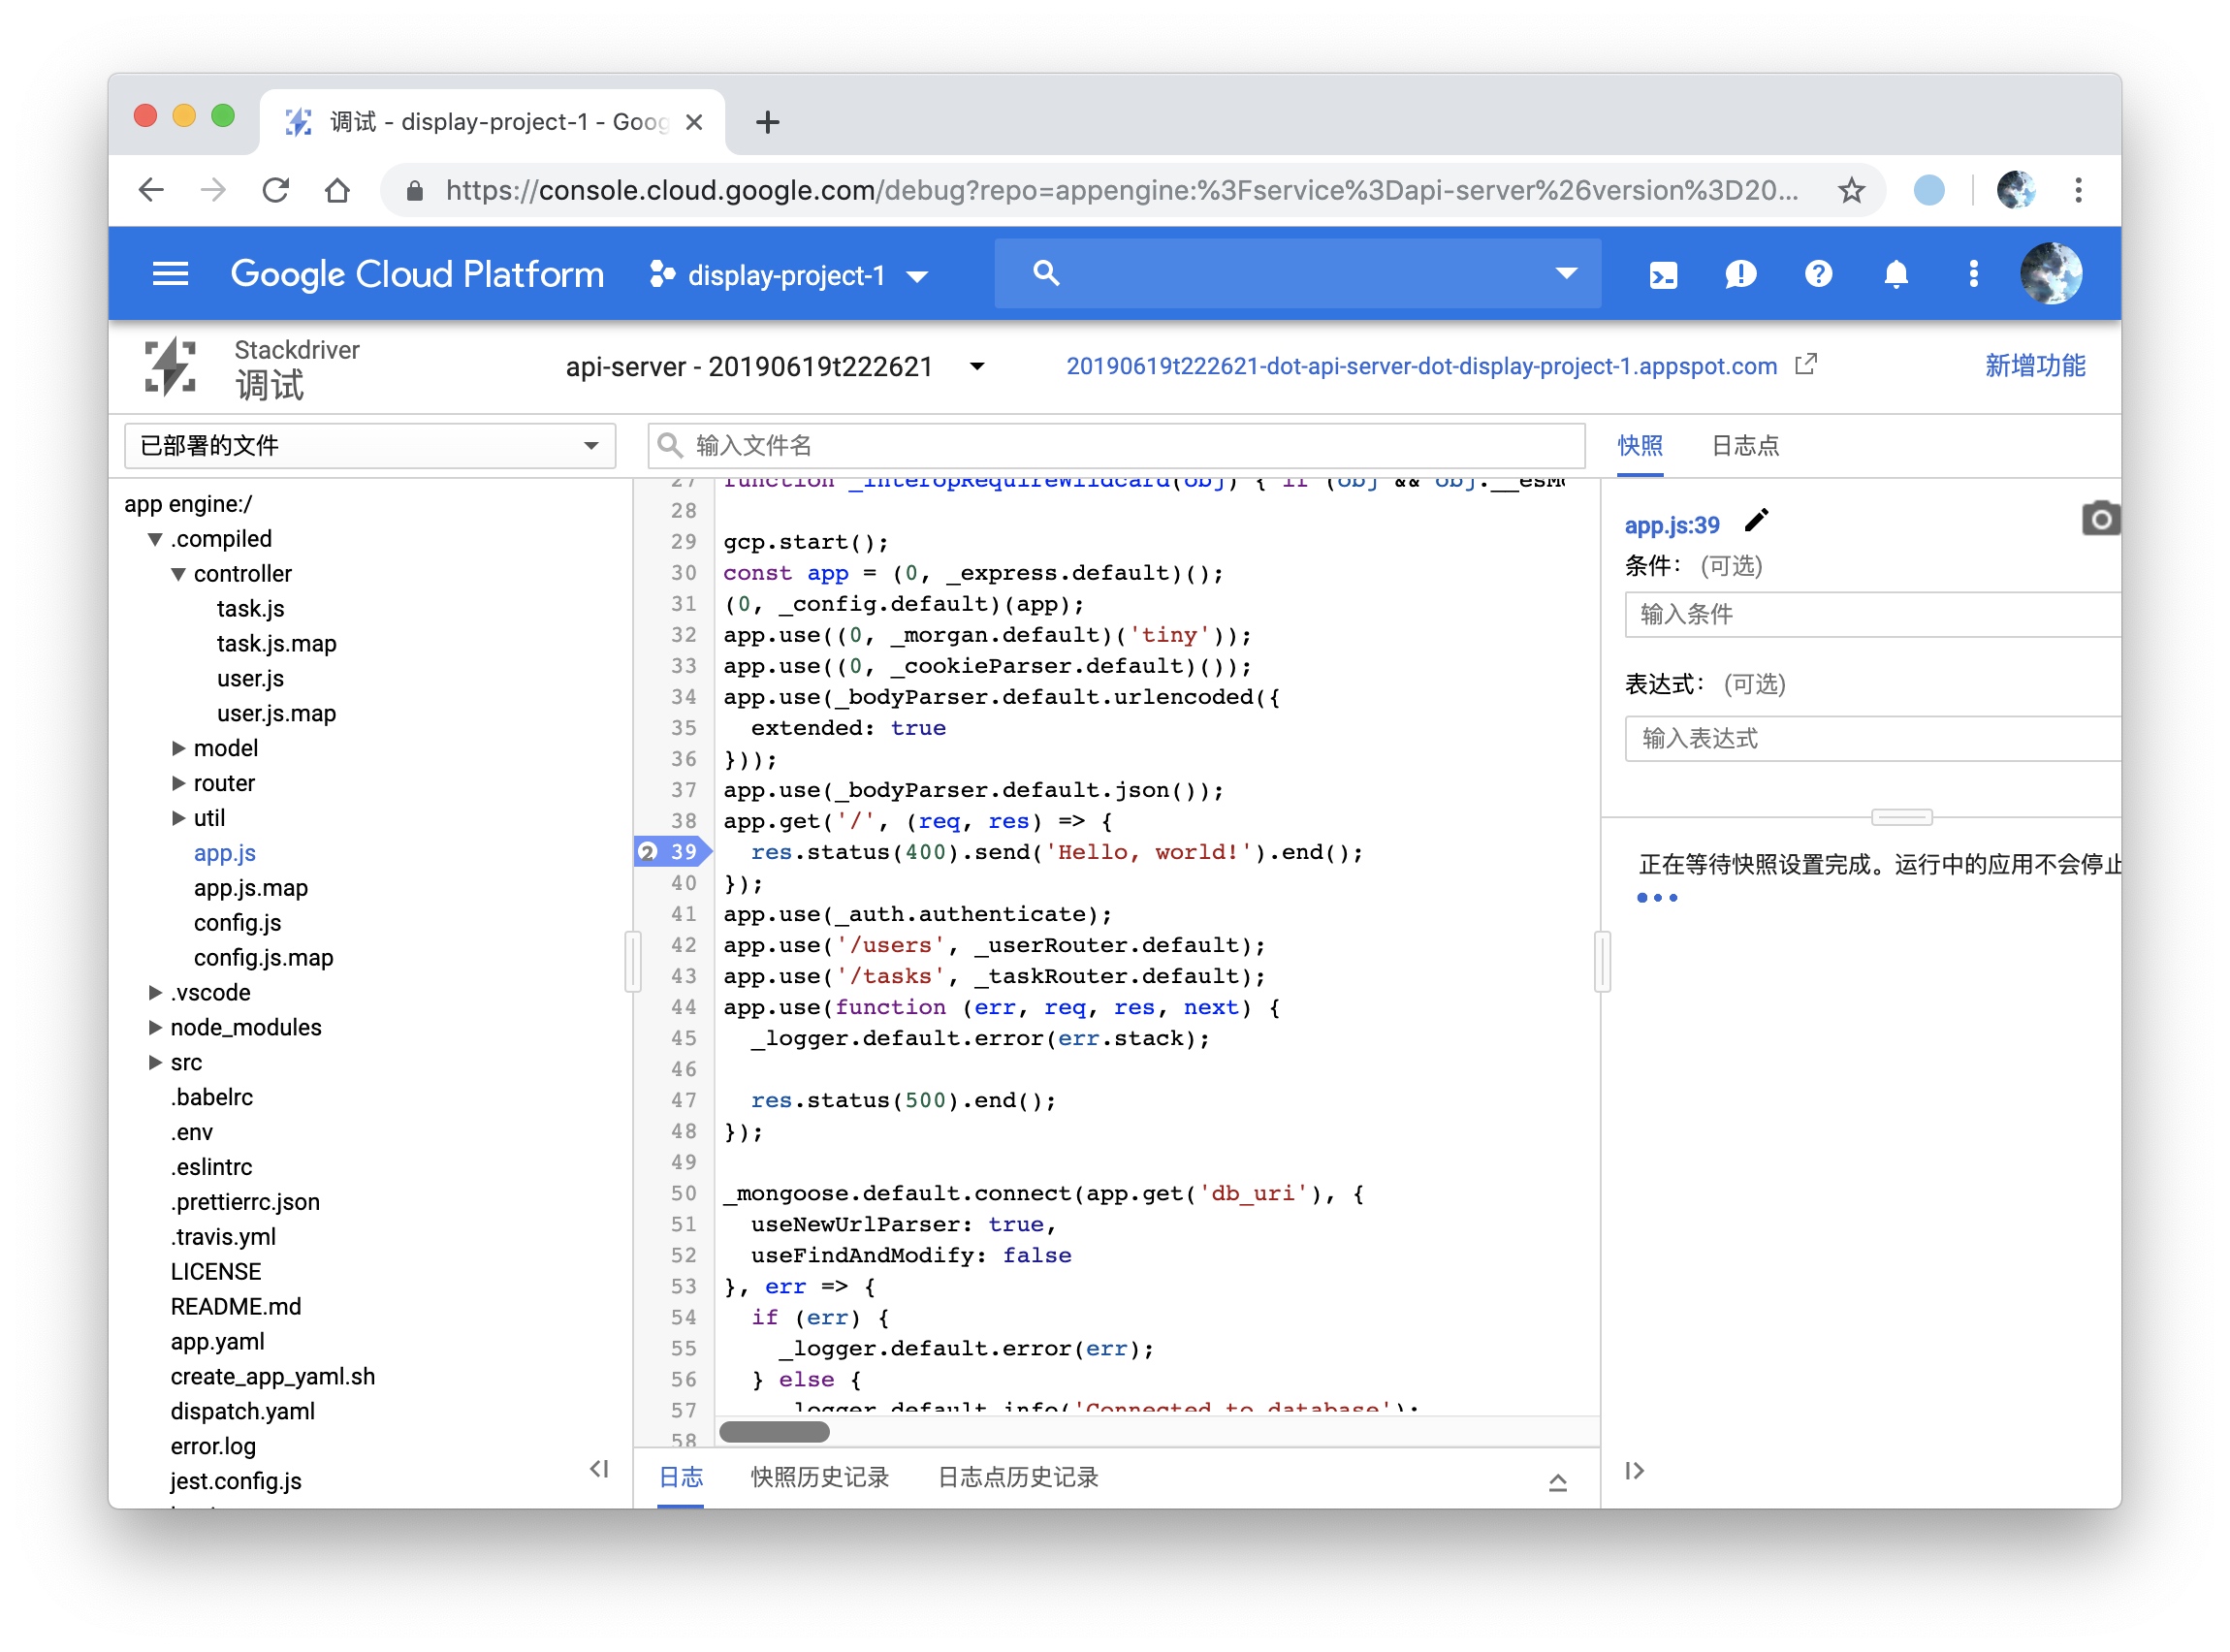 调试 - display-project-1 - Goog
https://console.cloud.google.com/debug?repo=appengine:%3Fservice%3Dapi-server%26version%3D20...
Google Cloud Platform
display-project-1
Stackdriver
调试
api-server - 20190619t222621
20190619t222621-dot-api-server-dot-display-project-1.appspot.com
新增功能
已部署的文件
输入文件名
快照
日志点
app engine:/
.compiled
controller
task.js
task.js.map
user.js
user.js.map
model
router
util
app.js
app.js.map
config.js
config.js.map
.vscode
node_modules
src
.babelrc
.env
.eslintrc
.prettierrc.json
.travis.yml
LICENSE
README.md
app.yaml
create_app_yaml.sh
dispatch.yaml
error.log
jest.config.js
27 function _interopRequireWildcard(obj) { if (obj && obj.__esMo
28
29 gcp.start();
30 const app = (0, _express.default)();
31 (0, _config.default)(app);
32 app.use((0, _morgan.default)('tiny'));
33 app.use((0, _cookieParser.default)());
34 app.use(_bodyParser.default.urlencoded({
35   extended: true
36 }));
37 app.use(_bodyParser.default.json());
38 app.get('/', (req, res) => {
2 39   res.status(400).send('Hello, world!').end();
40 });
41 app.use(_auth.authenticate);
42 app.use('/users', _userRouter.default);
43 app.use('/tasks', _taskRouter.default);
44 app.use(function (err, req, res, next) {
45   _logger.default.error(err.stack);
46
47   res.status(500).end();
48 });
49
50 _mongoose.default.connect(app.get('db_uri'), {
51   useNewUrlParser: true,
52   useFindAndModify: false
53 }, err => {
54   if (err) {
55     _logger.default.error(err);
56   } else {
57     _logger.default.info('Connected to database');
58
日志
快照历史记录
日志点历史记录
app.js:39
条件： (可选)
输入条件
表达式： (可选)
输入表达式
正在等待快照设置完成。运行中的应用不会停止